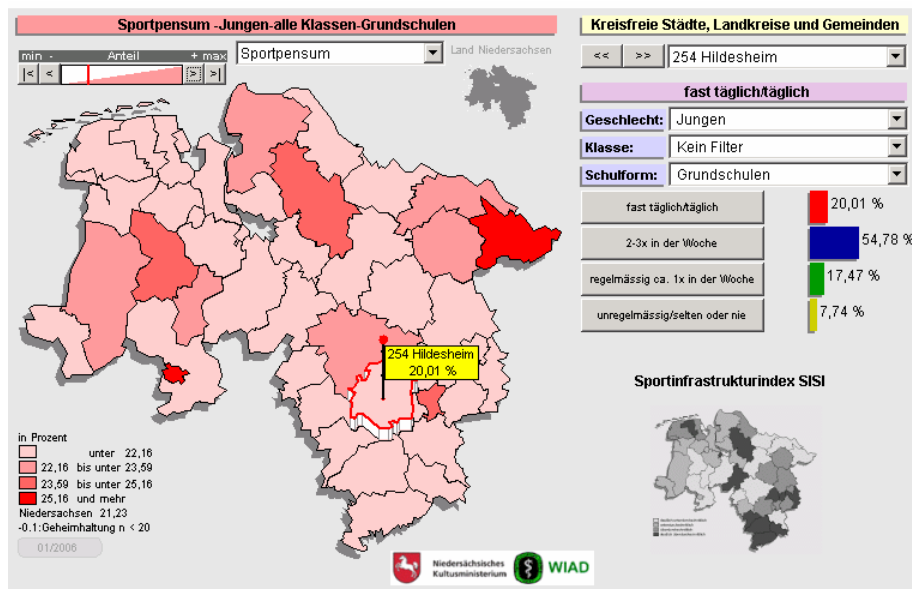 Sportpensum -Jungen-alle Klassen-Grundschulen
min - Anteil + max
|< < > >|
Sportpensum
Land Niedersachsen
Kreisfreie Städte, Landkreise und Gemeinden
<< >> 254 Hildesheim
fast täglich/täglich
Geschlecht: Jungen
Klasse: Kein Filter
Schulform: Grundschulen
fast täglich/täglich 20,01 %
2-3x in der Woche 54,78 %
regelmässig ca. 1x in der Woche 17,47 %
unregelmässig/selten oder nie 7,74 %
254 Hildesheim
20,01 %
Sportinfrastrukturindex SISI
in Prozent
unter 22,16
22,16 bis unter 23,59
23,59 bis unter 25,16
25,16 und mehr
Niedersachsen 21,23
-0.1:Geheimhaltung n < 20
01/2006
Niedersächsisches
Kultusministerium
WIAD